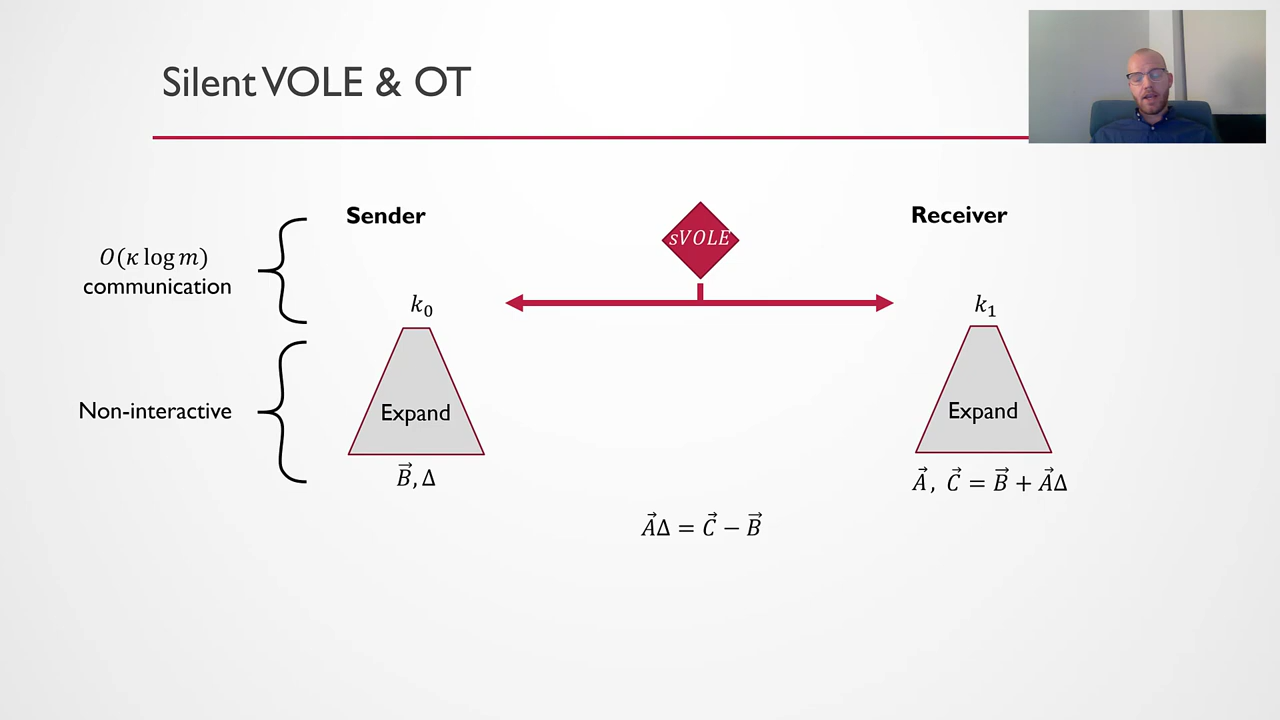 Silent VOLE & OT
Sender
sVOLE
Receiver
O(κ log m)
communication
k₀
k₁
Non-interactive
Expand
Expand
B⃗, Δ
A⃗, C⃗ = B⃗ + A⃗Δ
A⃗Δ = C⃗ − B⃗